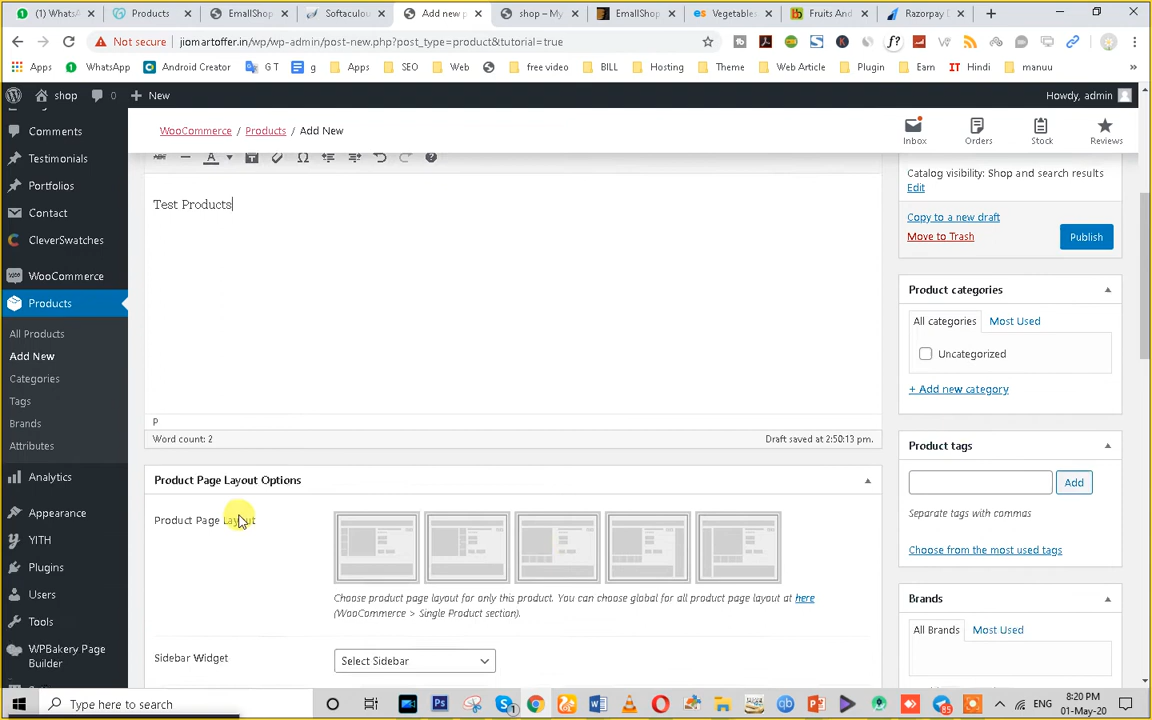 (1) WhatsA
Products
EmallShop
Softaculou
Add new p
shop – My
EmallShop
Vegetables
Fruits And
Razorpay L
Not secure
jiomartoffer.in/wp/wp-admin/post-new.php?post_type=product&tutorial=true
Apps
WhatsApp
Android Creator
G T
g
Apps
SEO
Web
free video
BILL
Hosting
Theme
Web Article
Plugin
Earn
IT Hindi
manuu
shop
0
New
Howdy, admin
Comments
Testimonials
Portfolios
Contact
CleverSwatches
WooCommerce
Products
All Products
Add New
Categories
Tags
Brands
Attributes
Analytics
Appearance
YITH
Plugins
Users
Tools
WPBakery Page
Builder
WooCommerce / Products / Add New
Inbox
Orders
Stock
Reviews
Test Products
P
Word count: 2
Draft saved at 2:50:13 pm.
Product Page Layout Options
Product Page Layout
Choose product page layout for only this product. You can choose global for all product page layout at here
(WooCommerce > Single Product section).
Sidebar Widget
Select Sidebar
Catalog visibility: Shop and search results
Edit
Copy to a new draft
Move to Trash
Publish
Product categories
All categories
Most Used
Uncategorized
+ Add new category
Product tags
Add
Separate tags with commas
Choose from the most used tags
Brands
All Brands
Most Used
Type here to search
ENG
8:20 PM
01-May-20